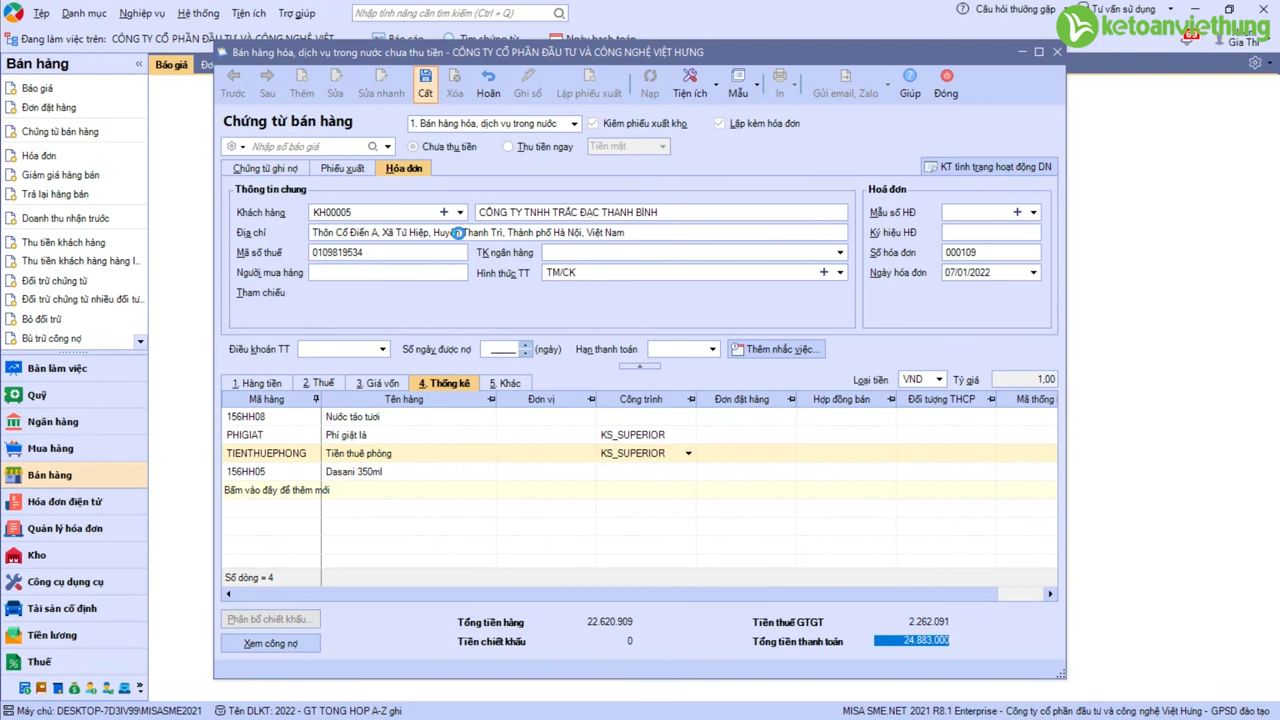 Tệp Danh mục Nghiệp vụ Hệ thống Tiện ích Trợ giúp Nhập tính năng cần tìm kiếm (Ctrl + Q) Câu hỏi thường gặp Tư vấn sử dụng
ketoanviethung
Đang làm việc trên: CÔNG TY CỔ PHẦN ĐẦU TƯ VÀ CÔNG NGHỆ VIỆT HƯNG
Gia Thi
Bán hàng
Báo giá
Bán hàng hóa, dịch vụ trong nước chưa thu tiền - CÔNG TY CỔ PHẦN ĐẦU TƯ VÀ CÔNG NGHỆ VIỆT HƯNG
Trước Sau Thêm Sửa Sửa nhanh Cất Xóa Hoãn Ghi sổ Lập phiếu xuất Nạp Tiện ích Mẫu In Gửi email, Zalo Giúp Đóng
Báo giá
Đơn đặt hàng
Chứng từ bán hàng
Hóa đơn
Giảm giá hàng bán
Trả lại hàng bán
Doanh thu nhận trước
Thu tiền khách hàng
Thu tiền khách hàng hàng l...
Đối trừ chứng từ
Đối trừ chứng từ nhiều đối tư...
Bỏ đối trừ
Bù trừ công nợ
Bàn làm việc
Quỹ
Ngân hàng
Mua hàng
Bán hàng
Hóa đơn điện tử
Quản lý hóa đơn
Kho
Công cụ dụng cụ
Tài sản cố định
Tiền lương
Thuế
Chứng từ bán hàng 1. Bán hàng hóa, dịch vụ trong nước Kiêm phiếu xuất kho Lập kèm hóa đơn
Nhập số báo giá Chưa thu tiền Thu tiền ngay Tiền mặt
Chứng từ ghi nợ Phiếu xuất Hóa đơn KT tình trạng hoạt động DN
Thông tin chung Hoá đơn
Khách hàng KH00005 CÔNG TY TNHH TRẮC ĐẠC THANH BÌNH Mẫu số HĐ
Địa chỉ Thôn Cổ Điển A, Xã Tứ Hiệp, Huyện Thanh Trì, Thành phố Hà Nội, Việt Nam Ký hiệu HĐ
Mã số thuế 0109819534 TK ngân hàng Số hóa đơn 000109
Người mua hàng Hình thức TT TM/CK Ngày hóa đơn 07/01/2022
Tham chiếu
Điều khoản TT Số ngày được nợ (ngày) Hạn thanh toán Thêm nhắc việc...
1. Hàng tiền 2. Thuế 3. Giá vốn 4. Thống kê 5. Khác Loại tiền VND Tỷ giá 1,00
Mã hàng Tên hàng Đơn vị Công trình Đơn đặt hàng Hợp đồng bán Đối tượng THCP Mã thống
156HH08 Nước táo tươi
PHIGIAT Phí giặt là KS_SUPERIOR
TIENTHUEPHONG Tiền thuê phòng KS_SUPERIOR
156HH05 Dasani 350ml
Bấm vào đây để thêm mới
Số dòng = 4
Phân bổ chiết khấu... Tổng tiền hàng 22.620.909 Tiền thuế GTGT 2.262.091
Xem công nợ Tiền chiết khấu 0 Tổng tiền thanh toán 24.883.000
Máy chủ: DESKTOP-7D3IV99\MISASME2021 Tên DLKT: 2022 - GT TONG HOP A-Z ghi MISA SME.NET 2021 R8.1 Enterprise - Công ty cổ phần đầu tư và công nghệ Việt Hưng - GPSD đào tạo